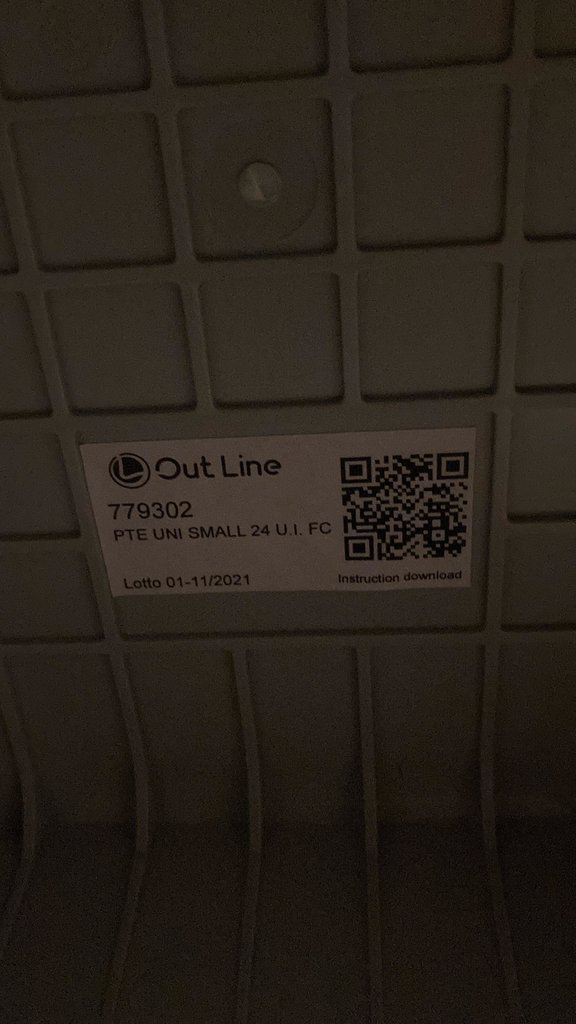 Out Line
779302
PTE UNI SMALL 24 U.I. FC
Lotto 01-11/2021
Instruction download